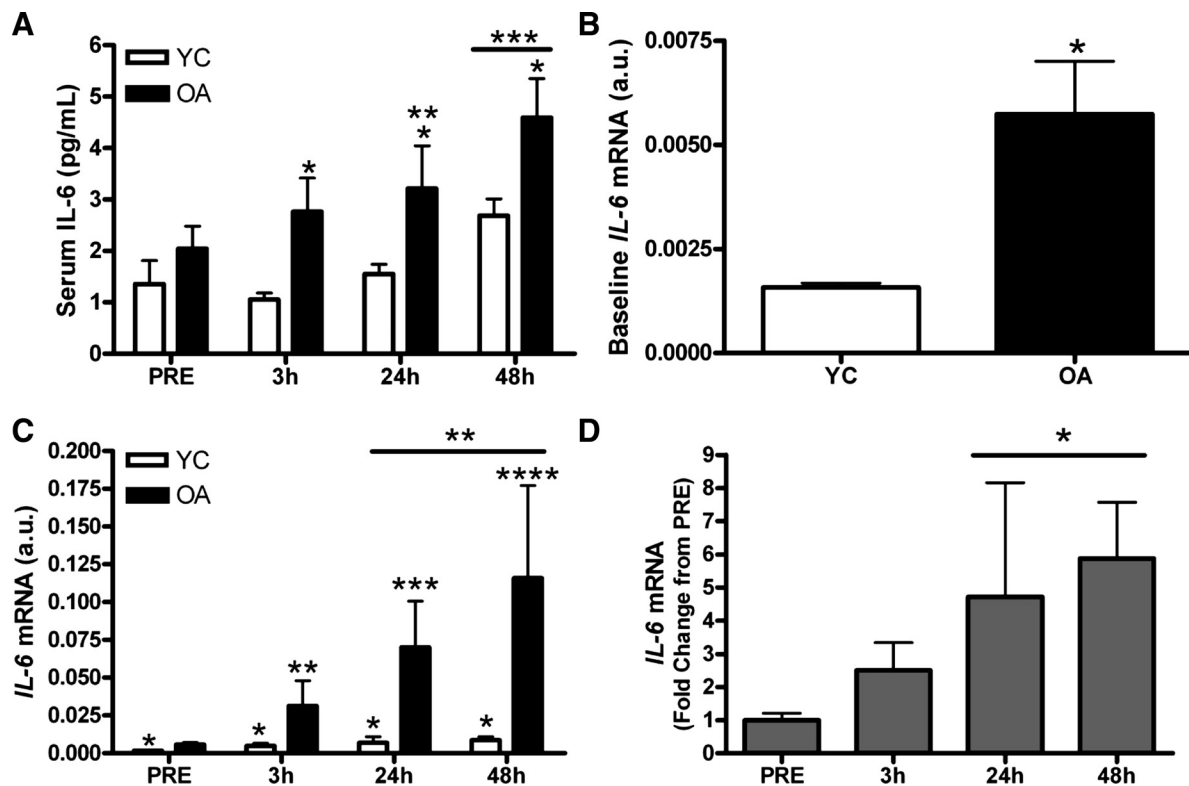 A
Serum IL-6 (pg/mL)
YC
OA
6
5
4
3
2
1
0
*
**
*
***
*
PRE 3h 24h 48h
B
Baseline IL-6 mRNA (a.u.)
0.0075
0.0050
0.0025
0.0000
*
YC OA
C
IL-6 mRNA (a.u.)
YC
OA
0.200
0.175
0.150
0.125
0.100
0.075
0.050
0.025
0.000
**
****
***
**
* * * *
PRE 3h 24h 48h
D
IL-6 mRNA
(Fold Change from PRE)
9
8
7
6
5
4
3
2
1
0
*
PRE 3h 24h 48h